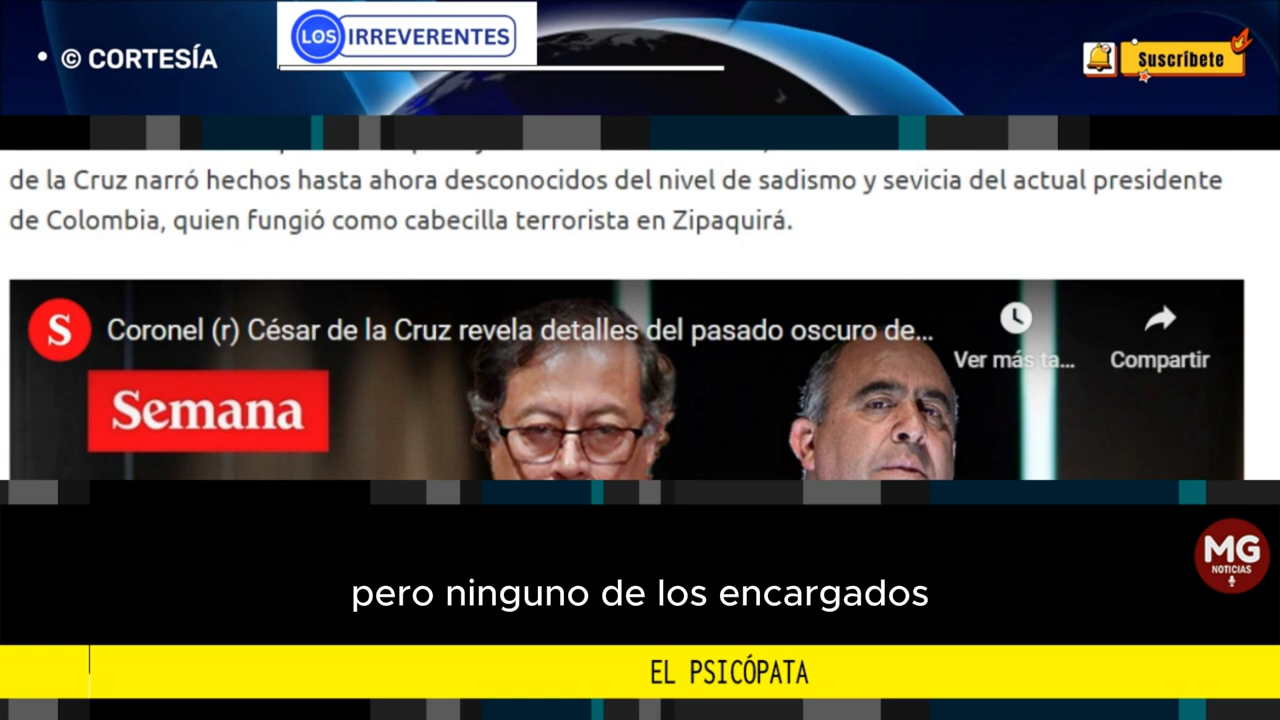 • © CORTESÍA
LOS IRREVERENTES
Suscríbete
de la Cruz narró hechos hasta ahora desconocidos del nivel de sadismo y sevicia del actual presidente
de Colombia, quien fungió como cabecilla terrorista en Zipaquirá.
S
Coronel (r) César de la Cruz revela detalles del pasado oscuro de...
Ver más ta...
Compartir
Semana
MG
NOTICIAS
pero ninguno de los encargados
EL PSICÓPATA